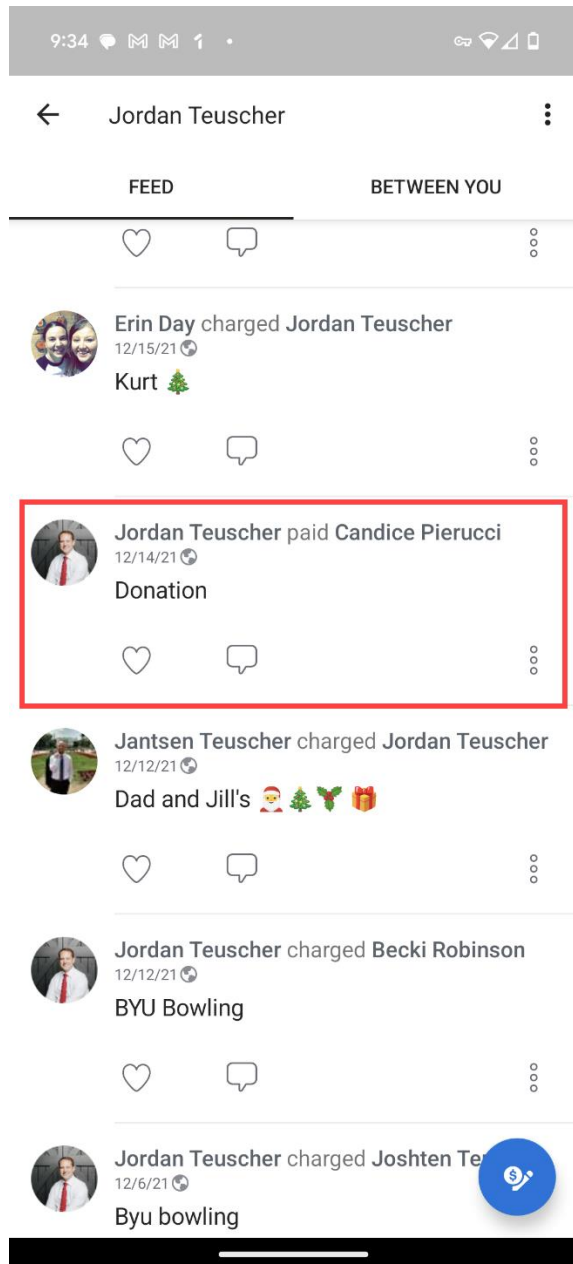 9:34
Jordan Teuscher
FEED BETWEEN YOU
Erin Day charged Jordan Teuscher
12/15/21
Kurt 🎄
Jordan Teuscher paid Candice Pierucci
12/14/21
Donation
Jantsen Teuscher charged Jordan Teuscher
12/12/21
Dad and Jill's 🎅🎄🌿🎁
Jordan Teuscher charged Becki Robinson
12/12/21
BYU Bowling
Jordan Teuscher charged Joshten
12/6/21
Byu bowling